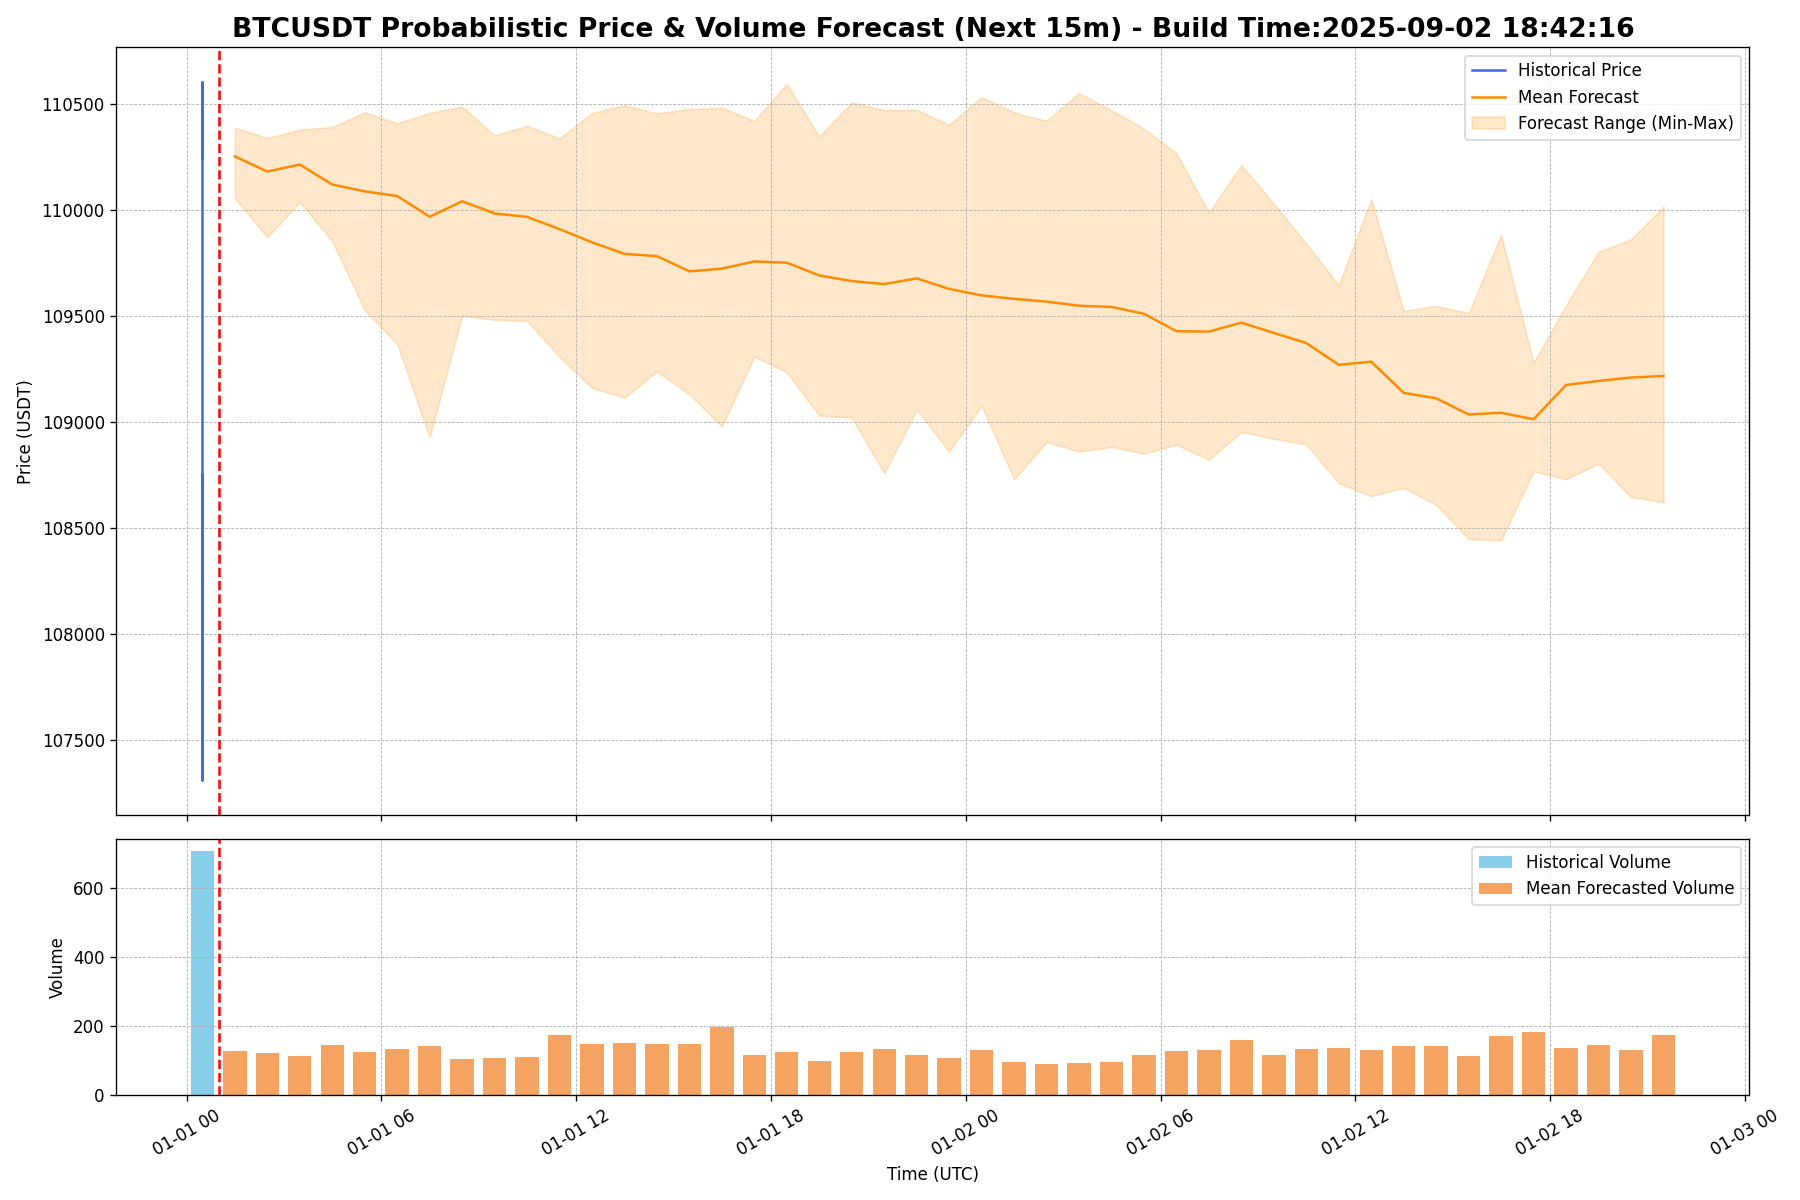 BTCUSDT Probabilistic Price & Volume Forecast (Next 15m) - Build Time:2025-09-02 18:42:16
Historical Price
Mean Forecast
Forecast Range (Min-Max)
Price (USDT)
110500
110000
109500
109000
108500
108000
107500
Historical Volume
Mean Forecasted Volume
Volume
600
400
200
0
01-01 00
01-01 06
01-01 12
01-01 18
01-02 00
01-02 06
01-02 12
01-02 18
01-03 00
Time (UTC)